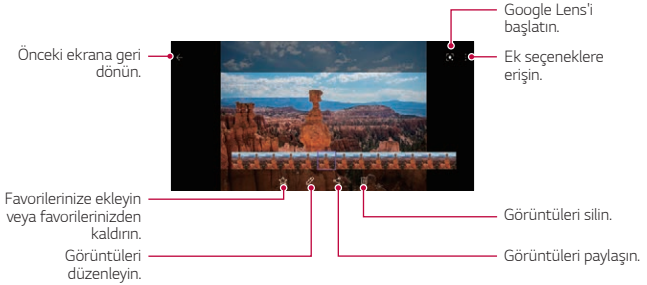 Google Lens'i
başlatın.
Önceki ekrana geri
dönün.
Ek seçeneklere
erişin.
Favorilerinize ekleyin
veya favorilerinizden
kaldırın.
Görüntüleri silin.
Görüntüleri
düzenleyin.
Görüntüleri paylaşın.